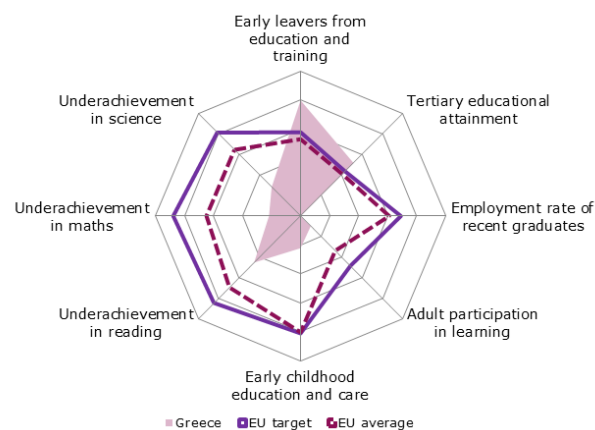 Early leavers from
education and
training
Underachievement
in science
Tertiary educational
attainment
Underachievement
in maths
Employment rate of
recent graduates
Underachievement
in reading
Adult participation
in learning
Early childhood
education and care
Greece
EU target
EU average